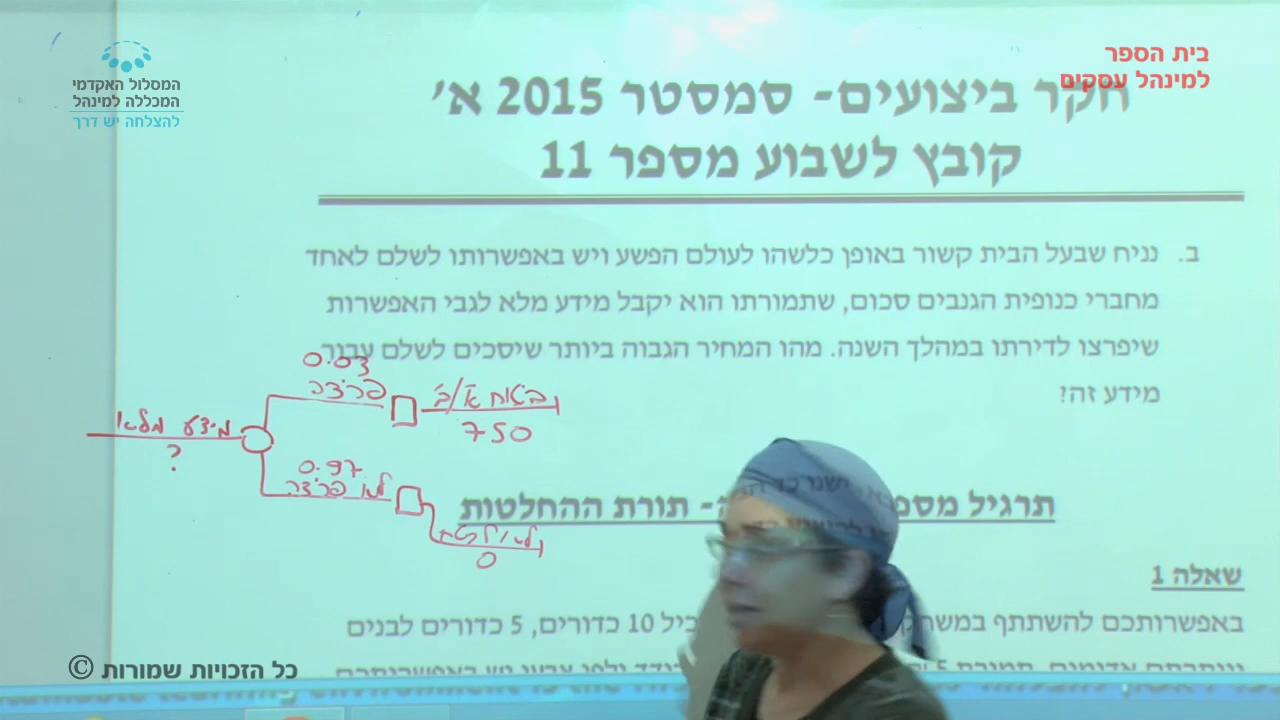 בית הספר
למינהל עסקים
המסלול האקדמי
המכללה למינהל
להצלחה יש דרך
חקר ביצועים- סמסטר 2015 א'
קובץ לשבוע מספר 11
ב. נניח שבעל הבית קשור באופן כלשהו לעולם הפשע ויש באפשרותו לשלם לאחד
מחברי כנופית הגנבים סכום, שתמורתו הוא יקבל מידע מלא לגבי האפשרות
שיפרצו לדירתו במהלך השנה. מהו המחיר הגבוה ביותר שיסכים לשלם עבור
מידע זה?
0.03
פריצה
ביטוח א/ב
750
מידע מלא
?
0.97
לא פריצה
לא
0
תרגיל - תורת ההחלטות
שאלה 1
באפשרותכם להשתתף 10 כדורים, 5 כדורים לבנים
כל הזכויות שמורות ©